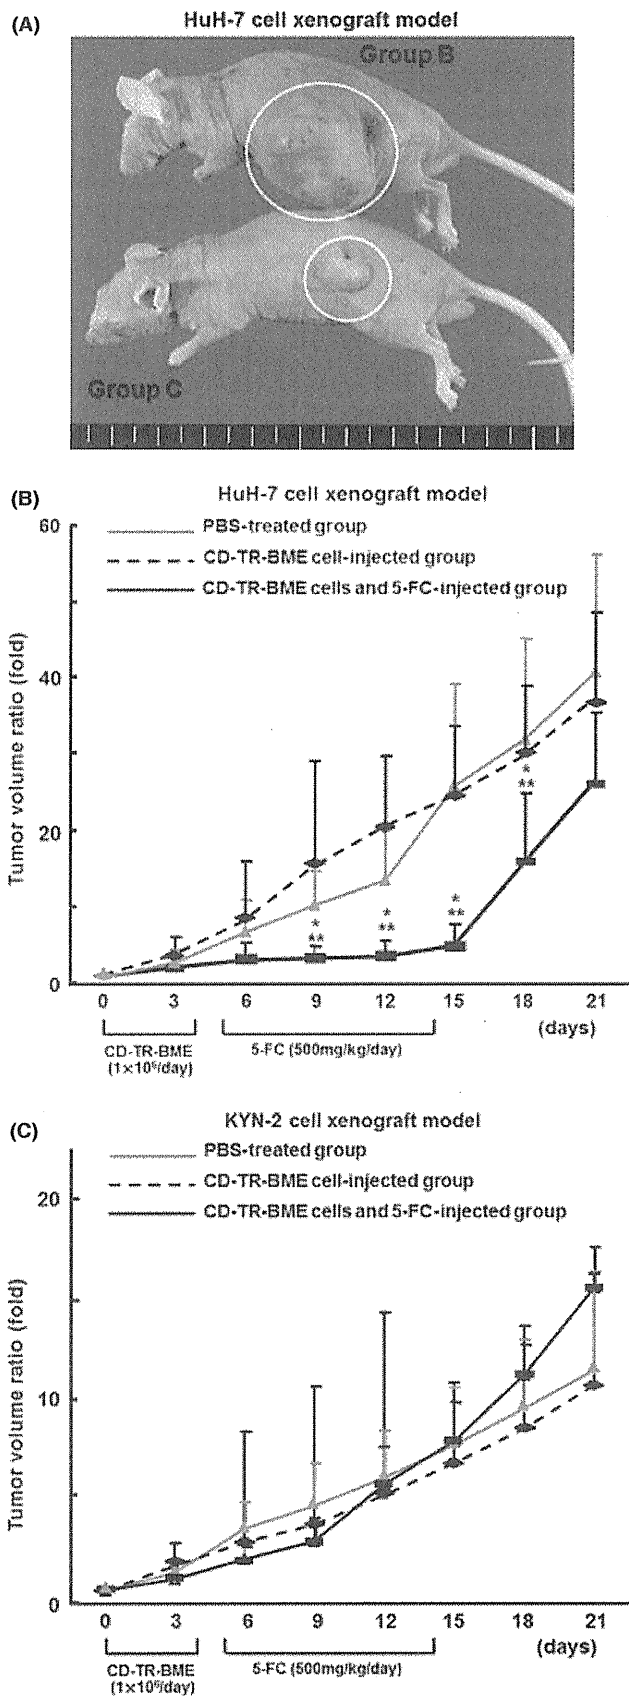 (A)
HuH-7 cell xenograft model
Group B
Group C
(B)
HuH-7 cell xenograft model
PBS-treated group
CD-TR-BME cell-injected group
CD-TR-BME cells and 5-FC-injected group
Tumor volume ratio (fold)
60
40
20
0
*
**
*
**
*
**
*
**
0 3 6 9 12 15 18 21
(days)
CD-TR-BME
(1×10⁶/day)
5-FC (500mg/kg/day)
(C)
KYN-2 cell xenograft model
PBS-treated group
CD-TR-BME cell-injected group
CD-TR-BME cells and 5-FC-injected group
Tumor volume ratio (fold)
20
10
0
0 3 6 9 12 15 18 21
(days)
CD-TR-BME
(1×10⁶/day)
5-FC (500mg/kg/day)